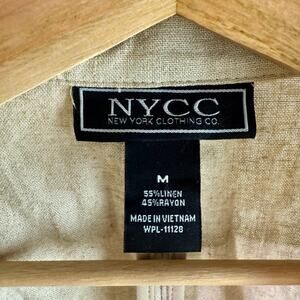 NYCC
NEW YORK CLOTHING CO.
M
55%LINEN
45%RAYON
MADE IN VIETNAM
WPL-11128